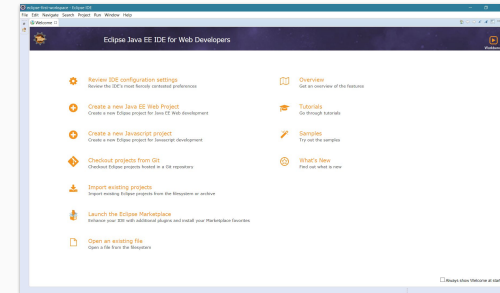 eclipse-first-workspace - Eclipse IDE
File Edit Navigate Search Project Run Window Help
Welcome
Eclipse Java EE IDE for Web Developers
Workbench
Review IDE configuration settings
Review the IDE's most fiercely contested preferences
Overview
Get an overview of the features
Create a new Java EE Web Project
Create a new Eclipse project for Java EE Web development
Tutorials
Go through tutorials
Create a new Javascript project
Create a new Eclipse project for Javascript development
Samples
Try out the samples
Checkout projects from Git
Checkout Eclipse projects hosted in a Git repository
What's New
Find out what is new
Import existing projects
Import existing Eclipse projects from the filesystem or archive
Launch the Eclipse Marketplace
Enhance your IDE with additional plugins and install your Marketplace favorites
Open an existing file
Open a file from the filesystem
Always show Welcome at start